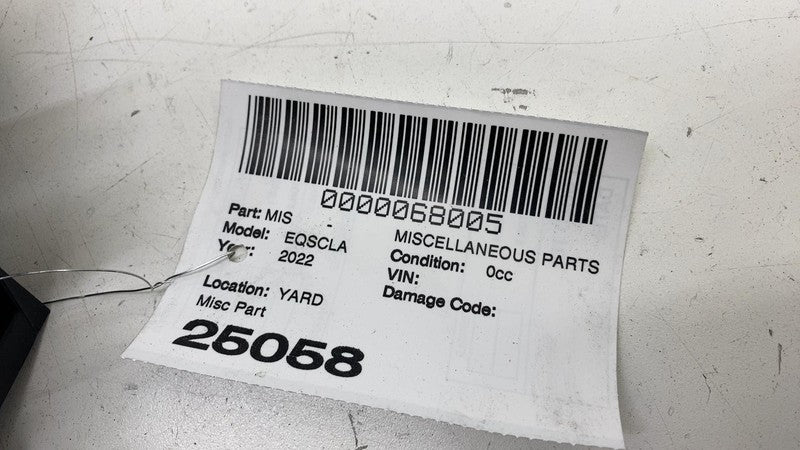 0000068005
Part: MIS - MISCELLANEOUS PARTS
Model: EQSCLA Condition: 0cc
Year: 2022 VIN:
Damage Code:
Location: YARD
Misc Part
25058